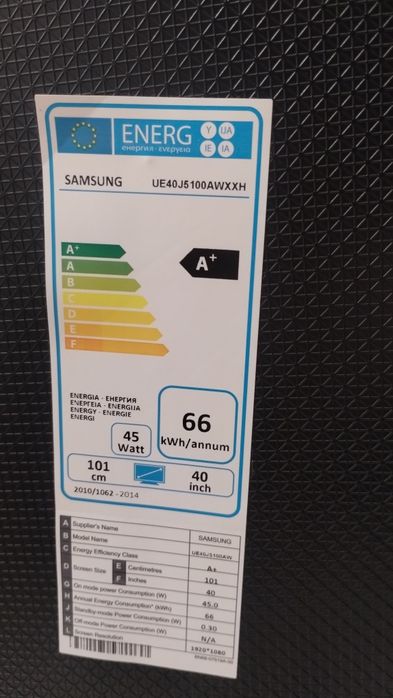 ENERG Y IJA IE IA
енергия · ενεργεια
SAMSUNG UE40J5100AWXXH
A+
A
B
C
D
E
F
A+
ENERGIA · ЕНЕРГИЯ
ΕΝΕΡΓΕΙΑ · ENERGIJA
ENERGY · ENERGIE
ENERGI
45
Watt
66
kWh/annum
101
cm
40
inch
2010/1062 - 2014
A Supplier's Name SAMSUNG
B Model Name UE40J5100AW
C Energy Efficiency Class A+
D Screen Size E Centimetres 101
F Inches 40
G On mode power Consumption (W) 45.0
H Annual Energy Consumption* (kWh) 66
J Standby-mode Power Consumption (W) 0.30
K Off-mode Power Consumption (W) N/A
L Screen Resolution 1920*1080